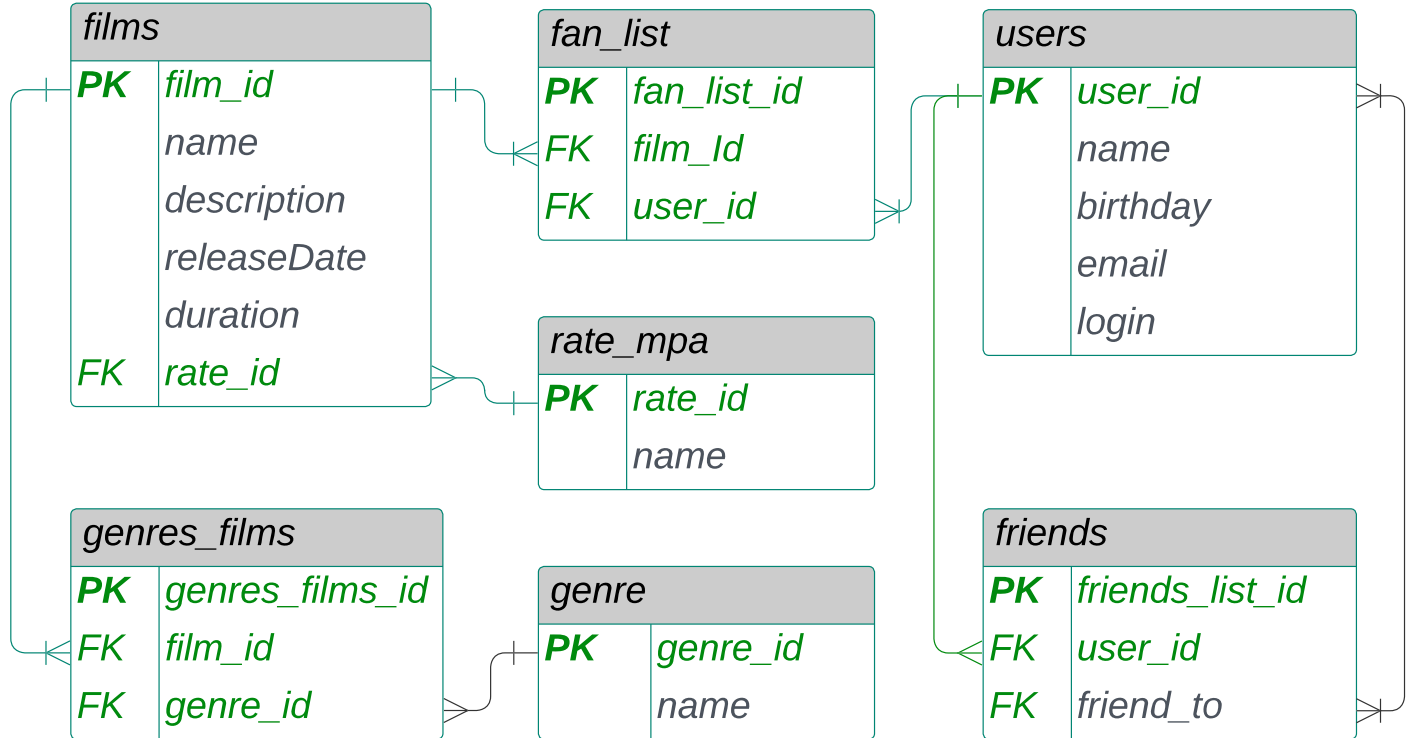 films
PK film_id
name
description
releaseDate
duration
FK rate_id
fan_list
PK fan_list_id
FK film_Id
FK user_id
users
PK user_id
name
birthday
email
login
rate_mpa
PK rate_id
name
genres_films
PK genres_films_id
FK film_id
FK genre_id
genre
PK genre_id
name
friends
PK friends_list_id
FK user_id
FK friend_to